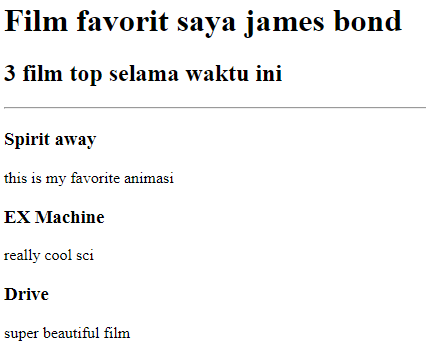 Film favorit saya james bond
3 film top selama waktu ini
Spirit away
this is my favorite animasi
EX Machine
really cool sci
Drive
super beautiful film